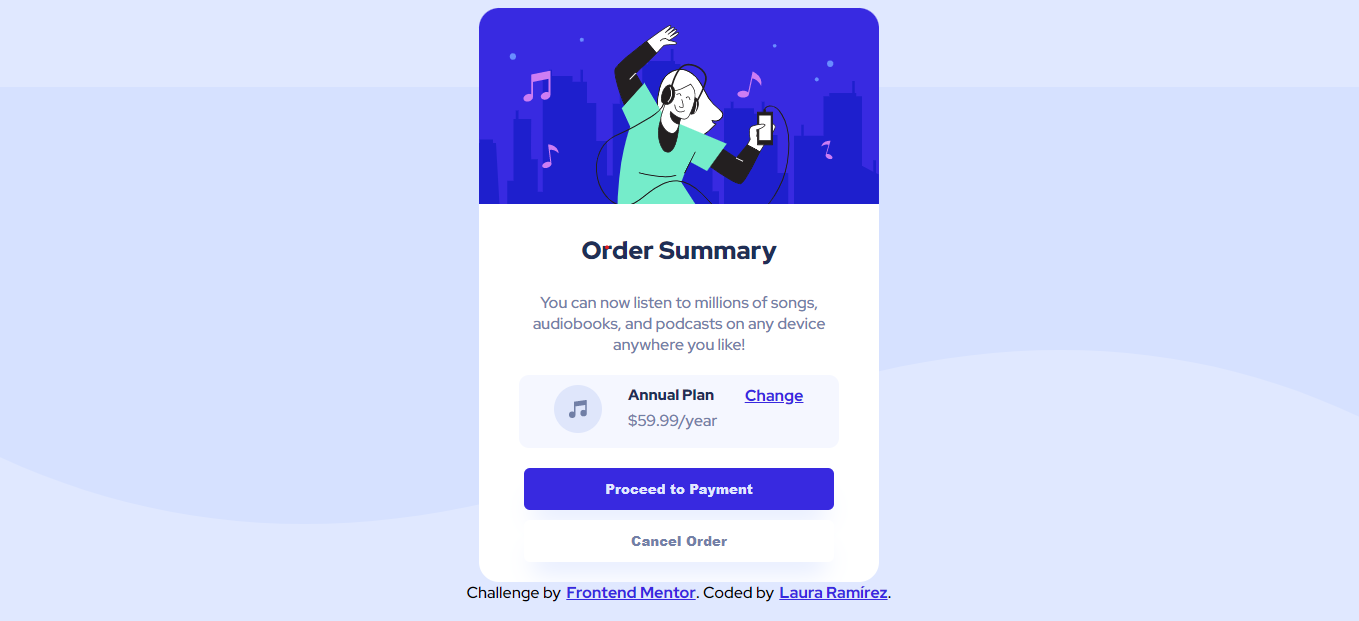 Order Summary
You can now listen to millions of songs,
audiobooks, and podcasts on any device
anywhere you like!
Annual Plan Change
$59.99/year
Proceed to Payment
Cancel Order
Challenge by Frontend Mentor. Coded by Laura Ramírez.